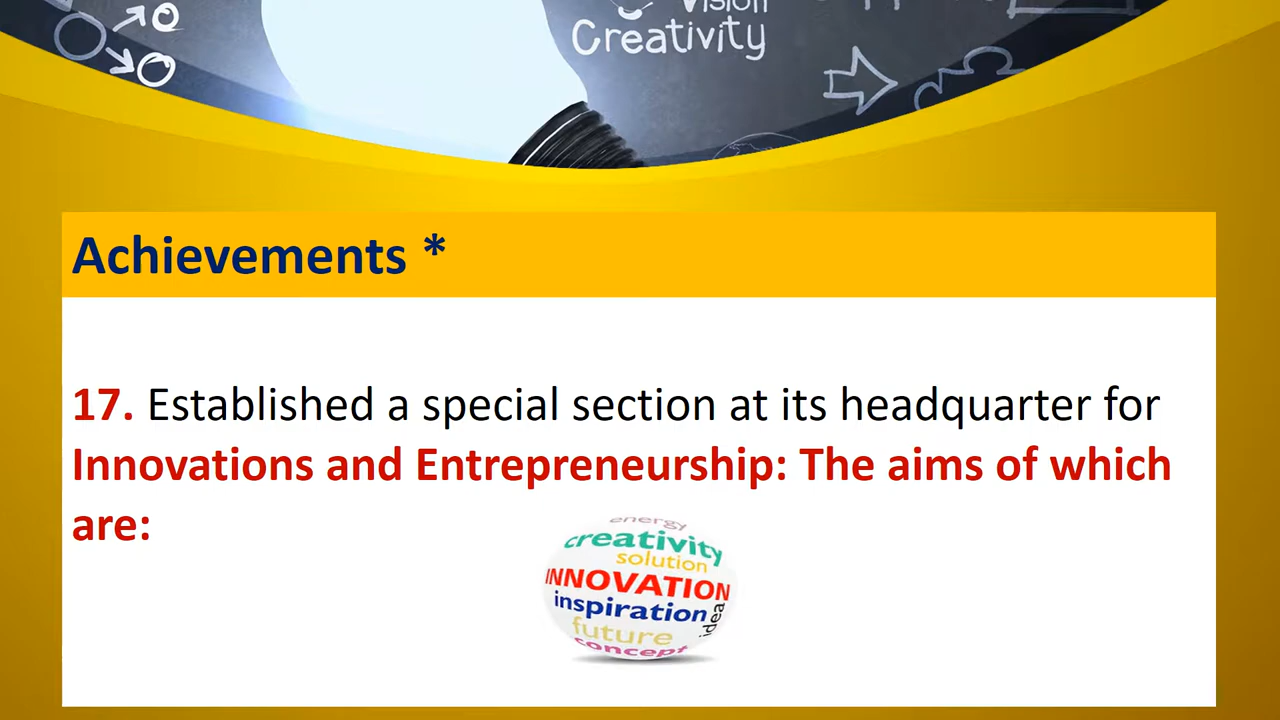 Vision
Creativity
Achievements *
17. Established a special section at its headquarter for
Innovations and Entrepreneurship: The aims of which
are:
energy
creativity
solution
INNOVATION
inspiration
idea
future
concept